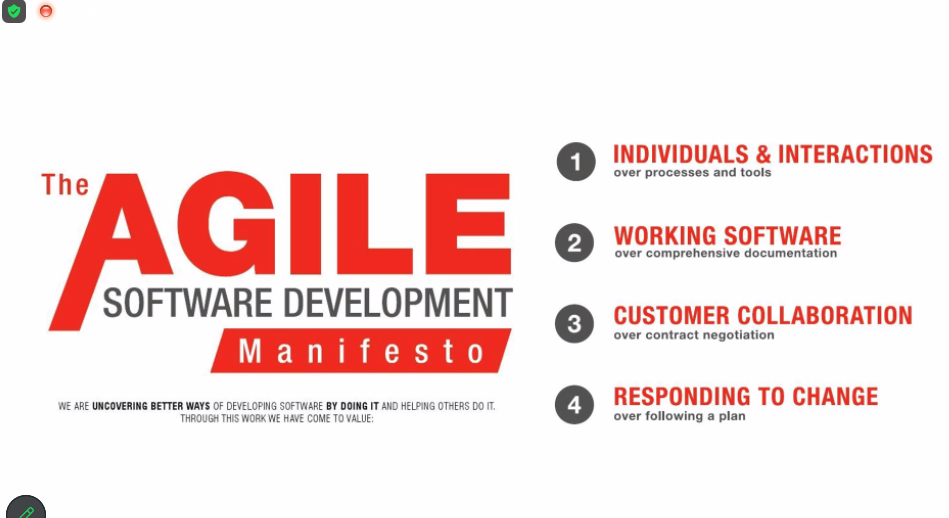 The
AGILE
SOFTWARE DEVELOPMENT
Manifesto
WE ARE UNCOVERING BETTER WAYS OF DEVELOPING SOFTWARE BY DOING IT AND HELPING OTHERS DO IT.
THROUGH THIS WORK WE HAVE COME TO VALUE:
1 INDIVIDUALS & INTERACTIONS
over processes and tools
2 WORKING SOFTWARE
over comprehensive documentation
3 CUSTOMER COLLABORATION
over contract negotiation
4 RESPONDING TO CHANGE
over following a plan